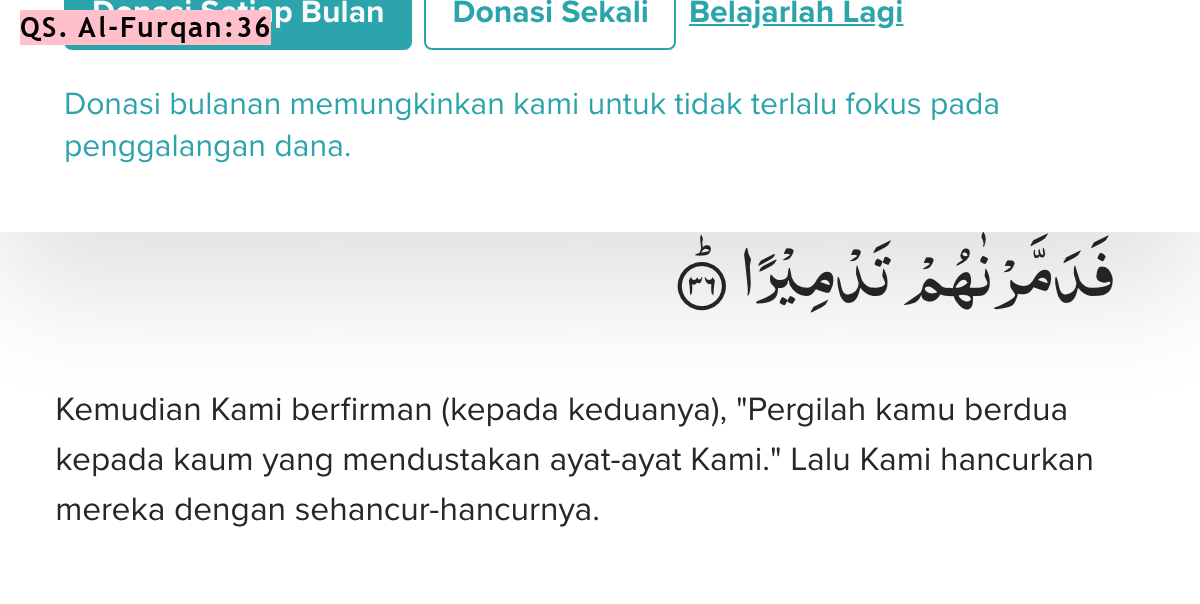 Donasi Setiap Bulan Donasi Sekali Belajarlah Lagi
QS. Al-Furqan:36
Donasi bulanan memungkinkan kami untuk tidak terlalu fokus pada
penggalangan dana.
فَدَمَّرْنٰهُمْ تَدْمِيْرًا ۗ ٣٦
Kemudian Kami berfirman (kepada keduanya), "Pergilah kamu berdua
kepada kaum yang mendustakan ayat-ayat Kami." Lalu Kami hancurkan
mereka dengan sehancur-hancurnya.